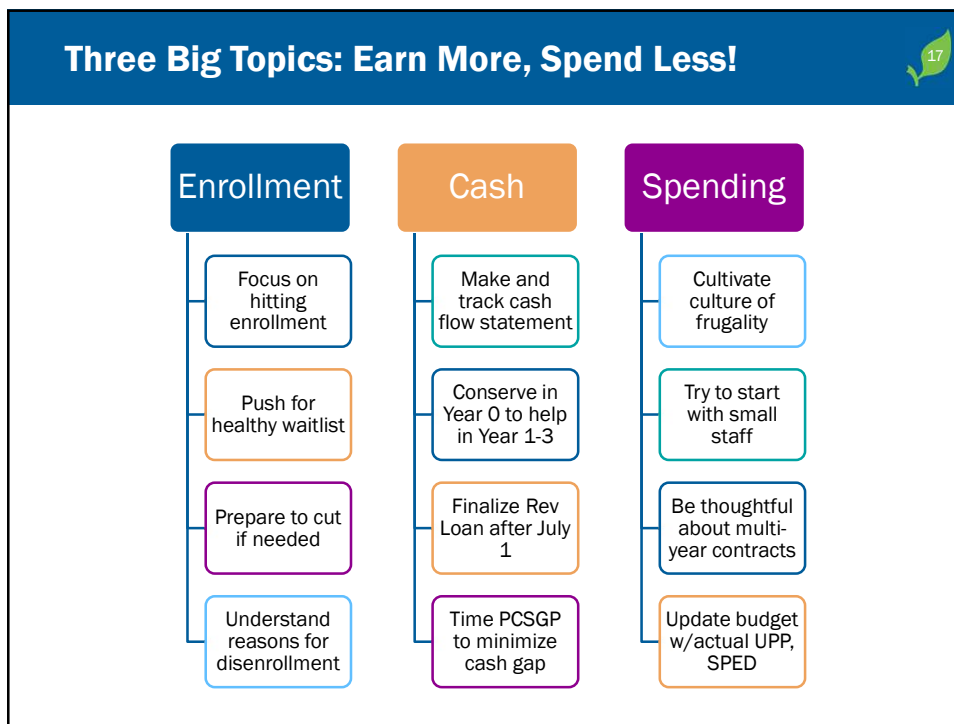 Three Big Topics: Earn More, Spend Less!
17
Enrollment
Focus on
hitting
enrollment
Push for
healthy waitlist
Prepare to cut
if needed
Understand
reasons for
disenrollment
Cash
Make and
track cash
flow statement
Conserve in
Year 0 to help
in Year 1-3
Finalize Rev
Loan after July
1
Time PCSGP
to minimize
cash gap
Spending
Cultivate
culture of
frugality
Try to start
with small
staff
Be thoughtful
about multi-
year contracts
Update budget
w/actual UPP,
SPED